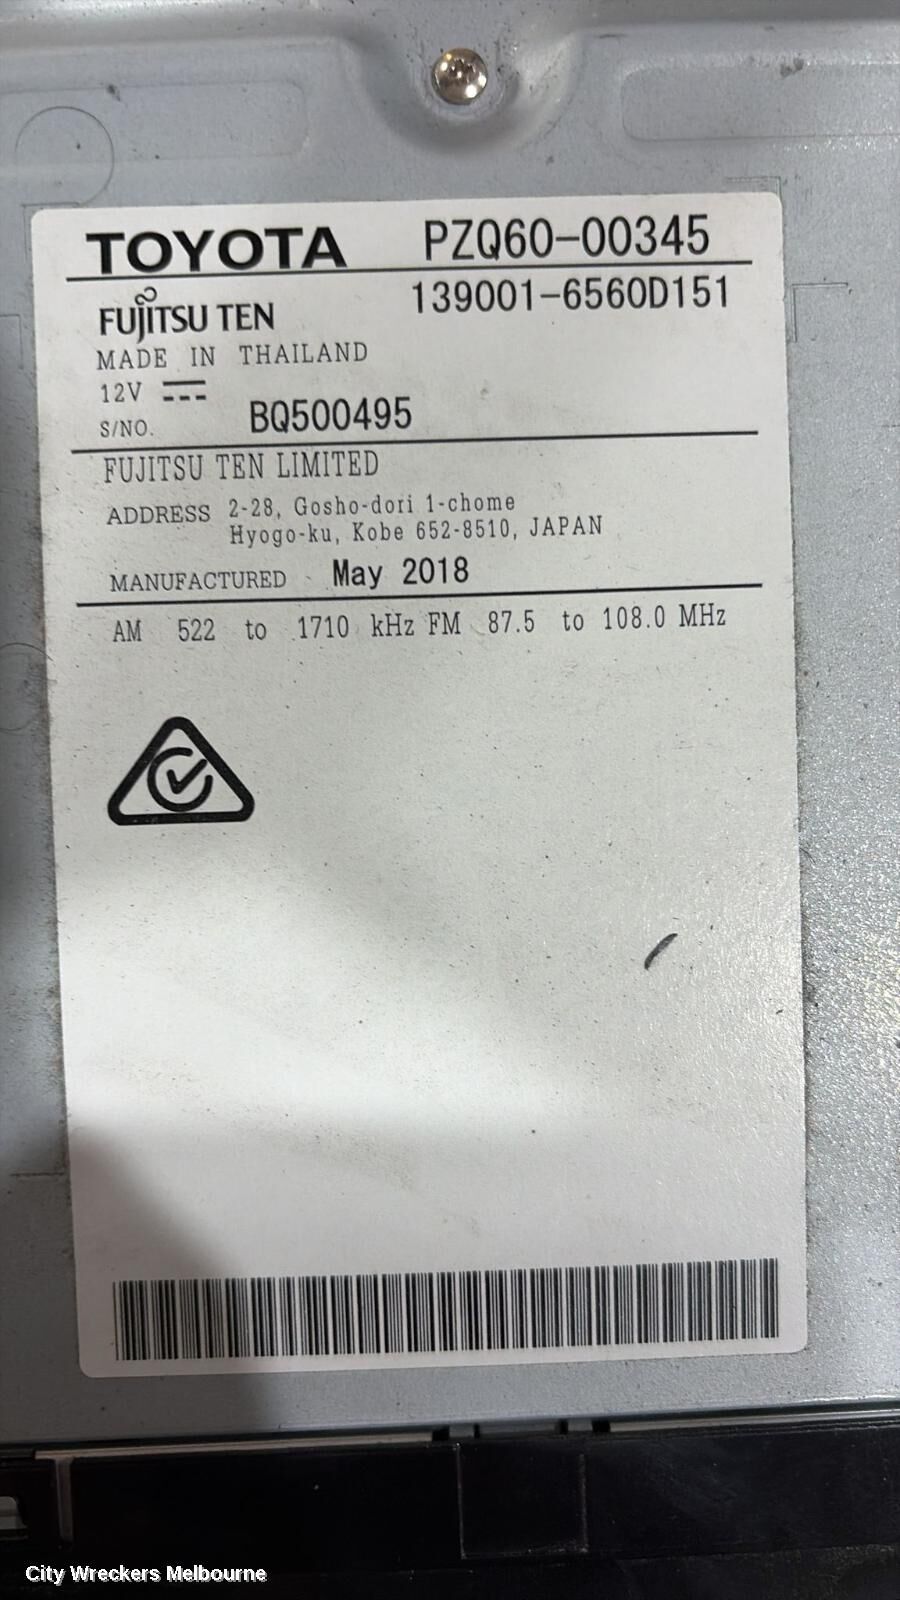 TOYOTA PZQ60-00345
FUJITSU TEN 139001-6560D151
MADE IN THAILAND
12V
S/NO. BQ500495
FUJITSU TEN LIMITED
ADDRESS 2-28, Gosho-dori 1-chome
Hyogo-ku, Kobe 652-8510, JAPAN
MANUFACTURED May 2018
AM 522 to 1710 kHz FM 87.5 to 108.0 MHz
City Wreckers Melbourne